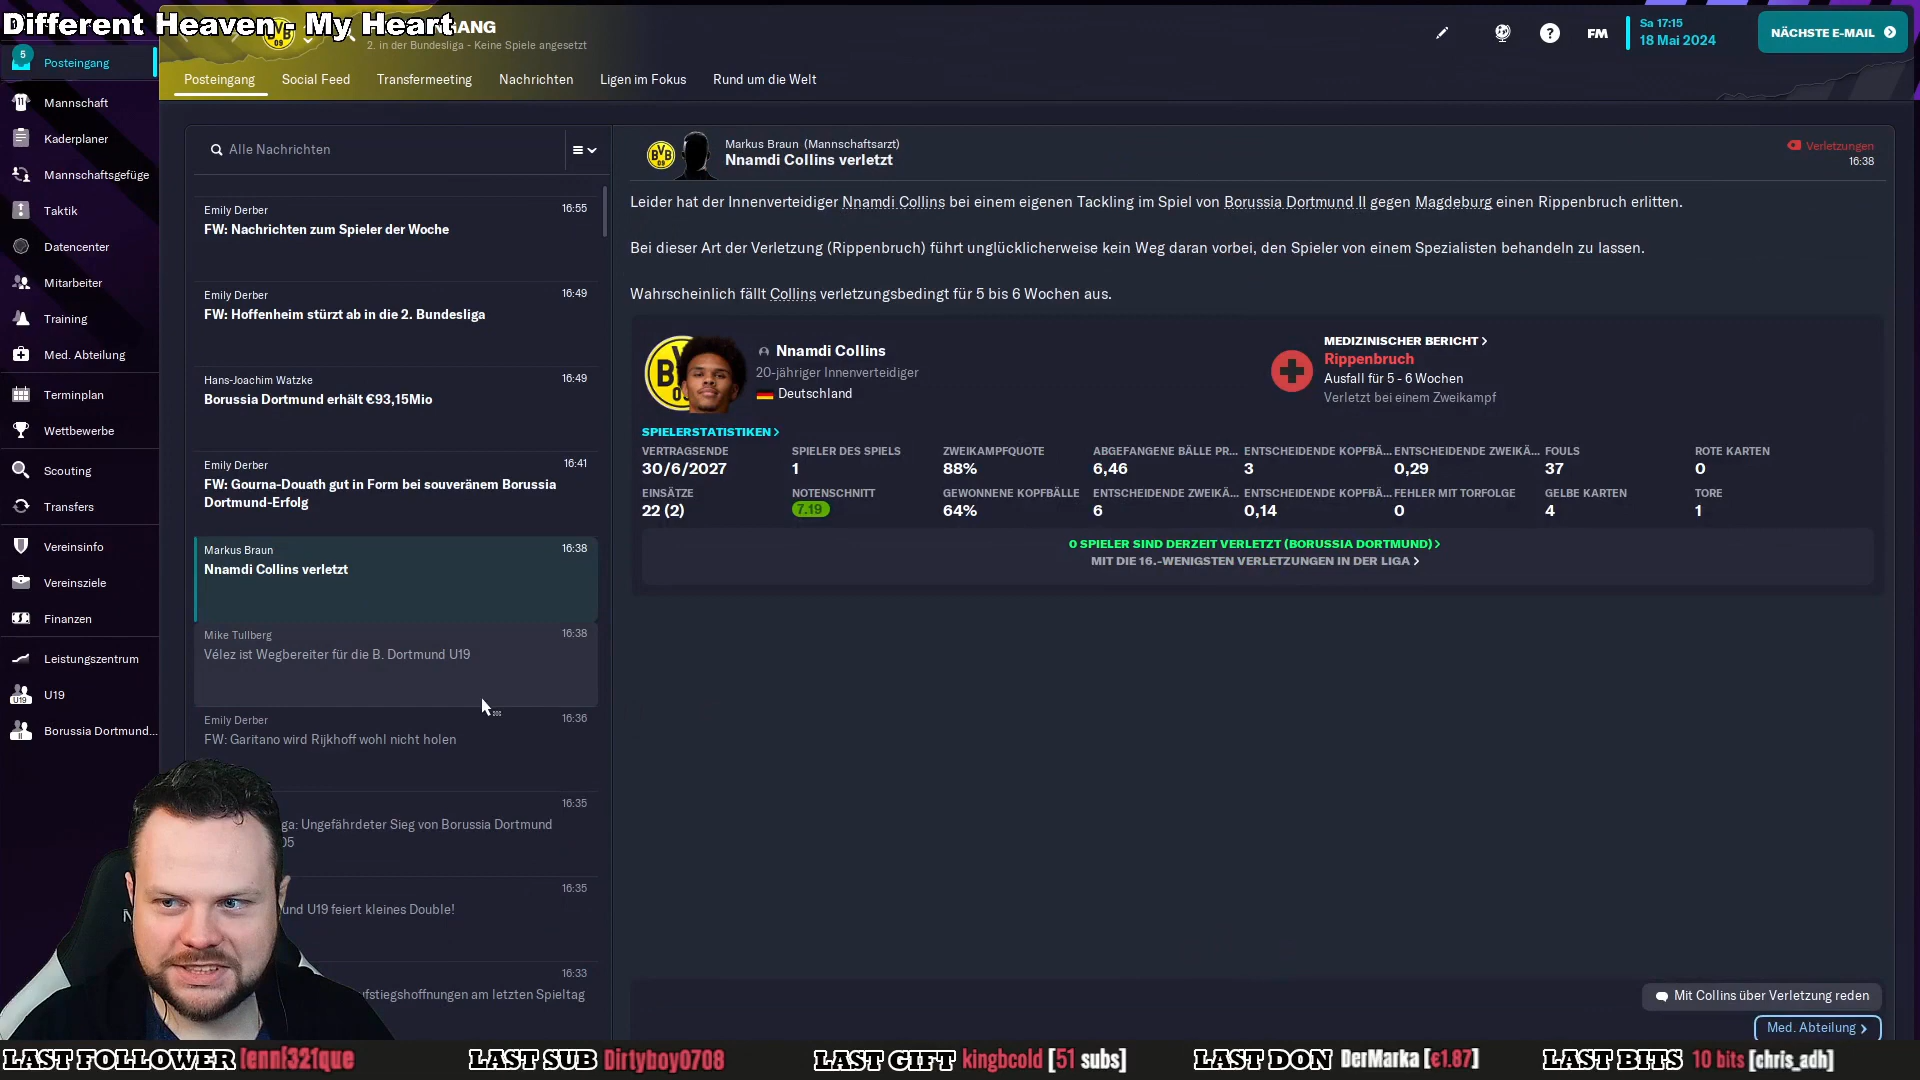 Different Heaven - My Heart
GANG
2. in der Bundesliga - Keine Spiele angesetzt
FM
Sa 17:15
18 Mai 2024
NÄCHSTE E-MAIL
5
Posteingang
Posteingang
Social Feed
Transfermeeting
Nachrichten
Ligen im Fokus
Rund um die Welt
Mannschaft
Kaderplaner
Mannschaftsgefüge
Taktik
Datencenter
Mitarbeiter
Training
Med. Abteilung
Terminplan
Wettbewerbe
Scouting
Transfers
Vereinsinfo
Vereinsziele
Finanzen
Leistungszentrum
U19
Borussia Dortmund...
Alle Nachrichten
Emily Derber 16:55
FW: Nachrichten zum Spieler der Woche
Emily Derber 16:49
FW: Hoffenheim stürzt ab in die 2. Bundesliga
Hans-Joachim Watzke 16:49
Borussia Dortmund erhält €93,15Mio
Emily Derber 16:41
FW: Gourna-Douath gut in Form bei souveränem Borussia
Dortmund-Erfolg
Markus Braun 16:38
Nnamdi Collins verletzt
Mike Tullberg 16:38
Vélez ist Wegbereiter für die B. Dortmund U19
Emily Derber 16:36
FW: Garitano wird Rijkhoff wohl nicht holen
16:35
ga: Ungefährdeter Sieg von Borussia Dortmund
05
16:35
und U19 feiert kleines Double!
16:33
ufstiegshoffnungen am letzten Spieltag
BVB 09
Markus Braun (Mannschaftsarzt)
Nnamdi Collins verletzt
Verletzungen
16:38
Leider hat der Innenverteidiger Nnamdi Collins bei einem eigenen Tackling im Spiel von Borussia Dortmund II gegen Magdeburg einen Rippenbruch erlitten.
Bei dieser Art der Verletzung (Rippenbruch) führt unglücklicherweise kein Weg daran vorbei, den Spieler von einem Spezialisten behandeln zu lassen.
Wahrscheinlich fällt Collins verletzungsbedingt für 5 bis 6 Wochen aus.
Nnamdi Collins
20-jähriger Innenverteidiger
Deutschland
MEDIZINISCHER BERICHT
Rippenbruch
Ausfall für 5 - 6 Wochen
Verletzt bei einem Zweikampf
SPIELERSTATISTIKEN
VERTRAGSENDE SPIELER DES SPIELS ZWEIKAMPFQUOTE ABGEFANGENE BÄLLE PR... ENTSCHEIDENDE KOPFBÄ... ENTSCHEIDENDE ZWEIKÄ... FOULS ROTE KARTEN
30/6/2027 1 88% 6,46 3 0,29 37 0
EINSÄTZE NOTENSCHNITT GEWONNENE KOPFBÄLLE ENTSCHEIDENDE ZWEIKÄ... ENTSCHEIDENDE KOPFBÄ... FEHLER MIT TORFOLGE GELBE KARTEN TORE
22 (2) 7.19 64% 6 0,14 0 4 1
0 SPIELER SIND DERZEIT VERLETZT (BORUSSIA DORTMUND)
MIT DIE 16.-WENIGSTEN VERLETZUNGEN IN DER LIGA
Mit Collins über Verletzung reden
Med. Abteilung
LAST FOLLOWER lennf321que LAST SUB Dirtyboy0708 LAST GIFT kingbcold [51 subs] LAST DON DerMarka [€1.87] LAST BITS 10 bits [chris_adh]